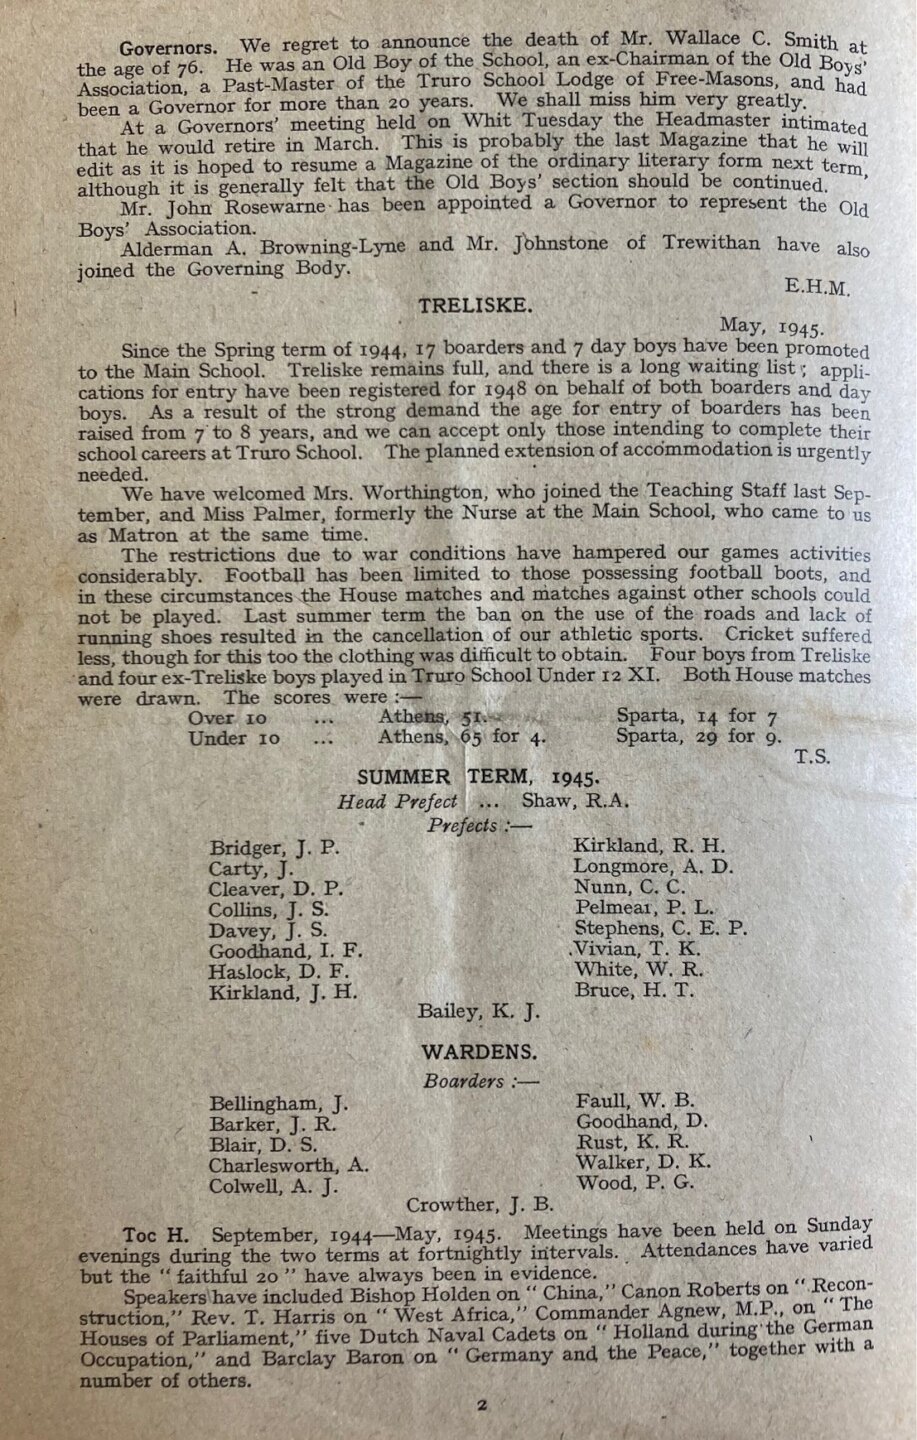 Governors. We regret to announce the death of Mr. Wallace C. Smith at
the age of 76. He was an Old Boy of the School, an ex-Chairman of the Old Boys'
Association, a Past-Master of the Truro School Lodge of Free-Masons, and had
been a Governor for more than 20 years. We shall miss him very greatly.
At a Governors' meeting held on Whit Tuesday the Headmaster intimated
that he would retire in March. This is probably the last Magazine that he will
edit as it is hoped to resume a Magazine of the ordinary literary form next term,
although it is generally felt that the Old Boys' section should be continued.
Mr. John Rosewarne has been appointed a Governor to represent the Old
Boys' Association.
Alderman A. Browning-Lyne and Mr. Johnstone of Trewithan have also
joined the Governing Body.
E.H.M.
TRELISKE.
May, 1945.
Since the Spring term of 1944, 17 boarders and 7 day boys have been promoted
to the Main School. Treliske remains full, and there is a long waiting list; appli-
cations for entry have been registered for 1948 on behalf of both boarders and day
boys. As a result of the strong demand the age for entry of boarders has been
raised from 7 to 8 years, and we can accept only those intending to complete their
school careers at Truro School. The planned extension of accommodation is urgently
needed.
We have welcomed Mrs. Worthington, who joined the Teaching Staff last Sep-
tember, and Miss Palmer, formerly the Nurse at the Main School, who came to us
as Matron at the same time.
The restrictions due to war conditions have hampered our games activities
considerably. Football has been limited to those possessing football boots, and
in these circumstances the House matches and matches against other schools could
not be played. Last summer term the ban on the use of the roads and lack of
running shoes resulted in the cancellation of our athletic sports. Cricket suffered
less, though for this too the clothing was difficult to obtain. Four boys from Treliske
and four ex-Treliske boys played in Truro School Under 12 XI. Both House matches
were drawn. The scores were :—
Over 10 ... Athens, 51. Sparta, 14 for 7
Under 10 ... Athens, 65 for 4. Sparta, 29 for 9.
T.S.
SUMMER TERM, 1945.
Head Prefect ... Shaw, R.A.
Prefects :—
Bridger, J. P.
Carty, J.
Cleaver, D. P.
Collins, J. S.
Davey, J. S.
Goodhand, I. F.
Haslock, D. F.
Kirkland, J. H.
Kirkland, R. H.
Longmore, A. D.
Nunn, C. C.
Pelmear, P. L.
Stephens, C. E. P.
Vivian, T. K.
White, W. R.
Bruce, H. T.
Bailey, K. J.
WARDENS.
Boarders :—
Bellingham, J.
Barker, J. R.
Blair, D. S.
Charlesworth, A.
Colwell, A. J.
Faull, W. B.
Goodhand, D.
Rust, K. R.
Walker, D. K.
Wood, P. G.
Crowther, J. B.
Toc H. September, 1944—May, 1945. Meetings have been held on Sunday
evenings during the two terms at fortnightly intervals. Attendances have varied
but the " faithful 20 " have always been in evidence.
Speakers have included Bishop Holden on " China," Canon Roberts on " Recon-
struction," Rev. T. Harris on " West Africa," Commander Agnew, M.P., on " The
Houses of Parliament," five Dutch Naval Cadets on " Holland during the German
Occupation," and Barclay Baron on " Germany and the Peace," together with a
number of others.
2